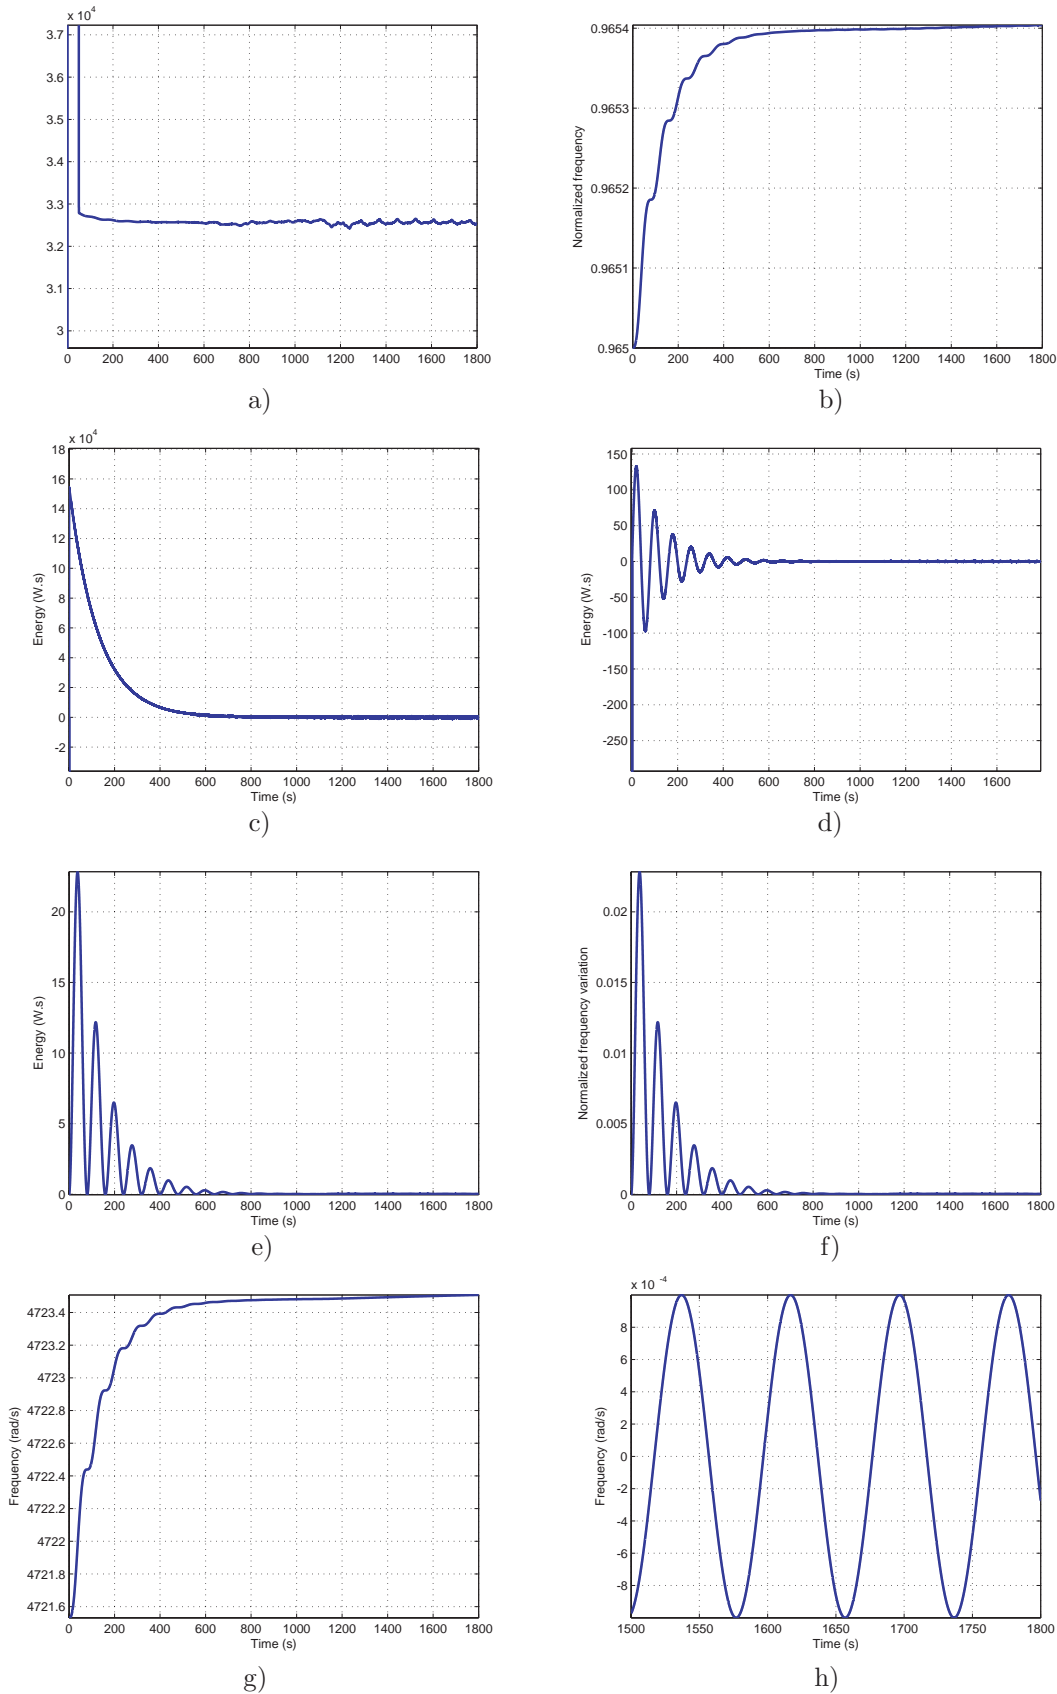 x 10⁴
3.7
3.6
3.5
3.4
3.3
3.2
3.1
3
0 200 400 600 800 1000 1200 1400 1600 1800
a)
0.9654
0.9653
0.9652
0.9651
0.965
Normalized frequency
0 200 400 600 800 1000 1200 1400 1600 1800
Time (s)
b)
x 10⁴
18
16
14
12
10
8
6
4
2
0
-2
Energy (W.s)
0 200 400 600 800 1000 1200 1400 1600 1800
Time (s)
c)
150
100
50
0
-50
-100
-150
-200
-250
Energy (W.s)
0 200 400 600 800 1000 1200 1400 1600
Time (s)
d)
20
15
10
5
0
Energy (W.s)
0 200 400 600 800 1000 1200 1400 1600 1800
Time (s)
e)
0.02
0.015
0.01
0.005
0
Normalized frequency variation
0 200 400 600 800 1000 1200 1400 1600 1800
Time (s)
f)
4723.4
4723.2
4723
4722.8
4722.6
4722.4
4722.2
4722
4721.8
4721.6
Frequency (rad/s)
0 200 400 600 800 1000 1200 1400 1600 1800
Time (s)
g)
x 10⁻⁴
8
6
4
2
0
-2
-4
-6
-8
Frequency (rad/s)
1500 1550 1600 1650 1700 1750 1800
Time (s)
h)